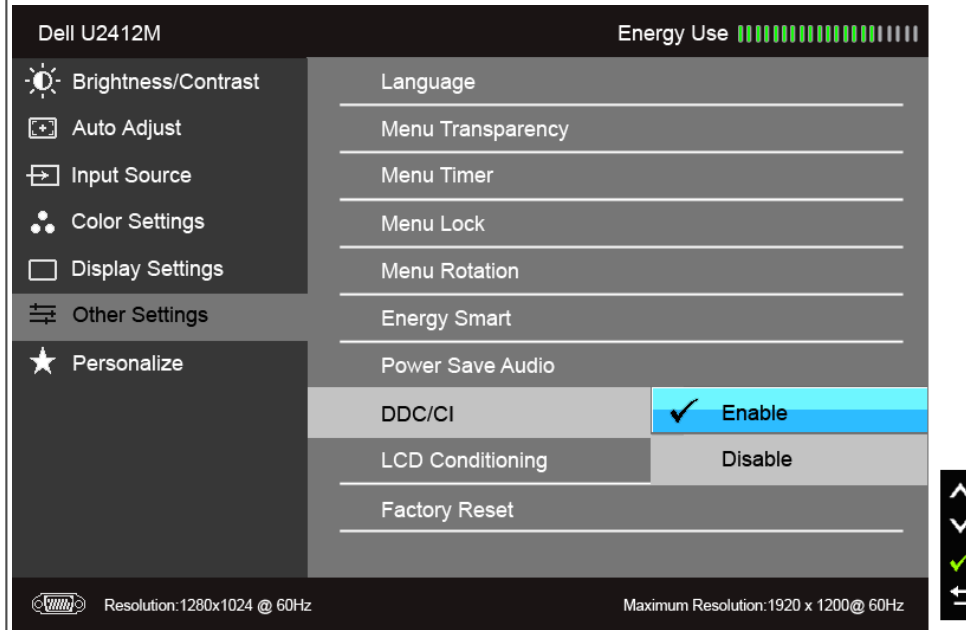 Dell U2412M Energy Use
Brightness/Contrast Language
Auto Adjust Menu Transparency
Input Source Menu Timer
Color Settings Menu Lock
Display Settings Menu Rotation
Other Settings Energy Smart
Personalize Power Save Audio
DDC/CI Enable
LCD Conditioning Disable
Factory Reset
Resolution:1280x1024 @ 60Hz Maximum Resolution:1920 x 1200@ 60Hz